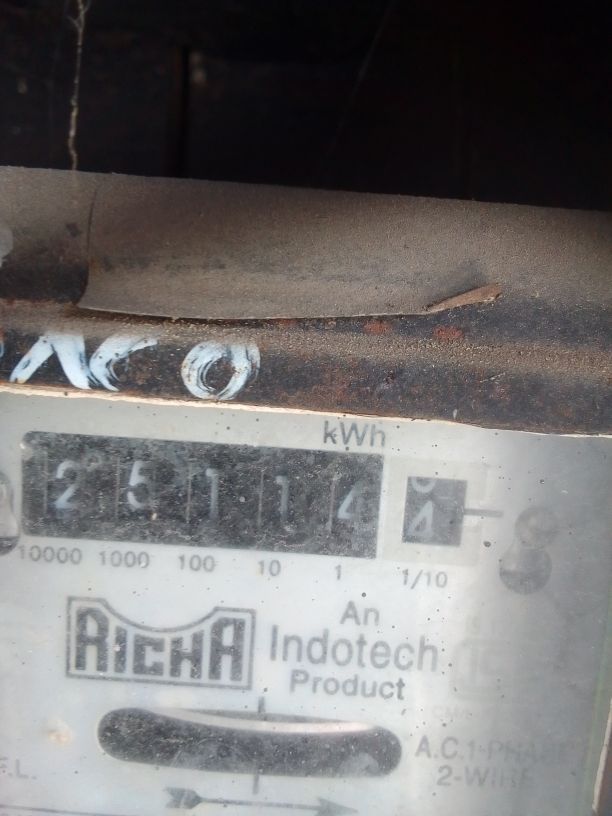 kWh
2 5 1 1 4 4
10000 1000 100 10 1 1/10
RICHA
An
Indotech
Product
A.C.1-PHASE
2-WIRE